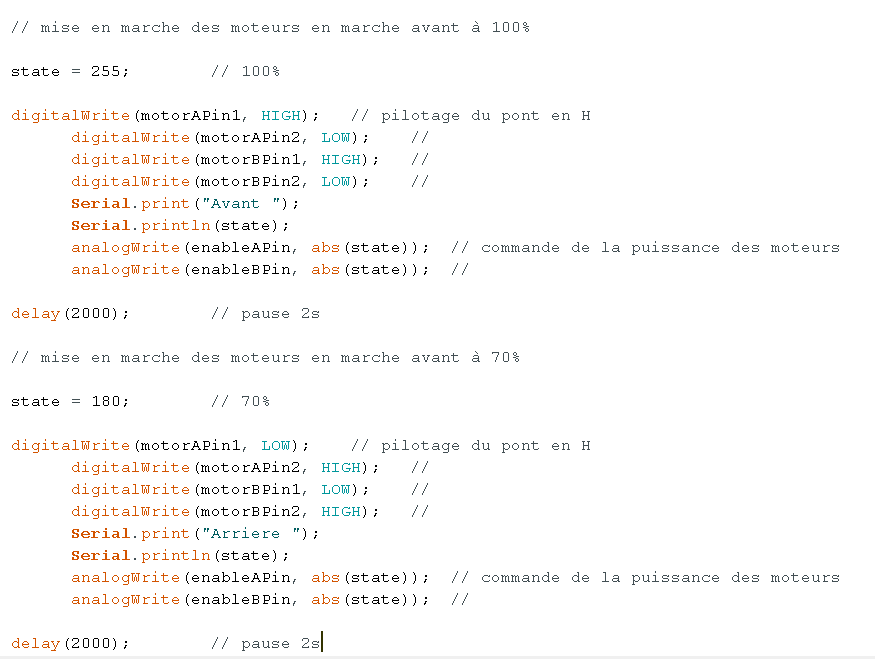 // mise en marche des moteurs en marche avant à 100%
state = 255;        // 100%
digitalWrite(motorAPin1, HIGH);   // pilotage du pont en H
digitalWrite(motorAPin2, LOW);    //
digitalWrite(motorBPin1, HIGH);   //
digitalWrite(motorBPin2, LOW);    //
Serial.print("Avant ");
Serial.println(state);
analogWrite(enableAPin, abs(state));  // commande de la puissance des moteurs
analogWrite(enableBPin, abs(state));  //
delay(2000);        // pause 2s
// mise en marche des moteurs en marche avant à 70%
state = 180;        // 70%
digitalWrite(motorAPin1, LOW);    // pilotage du pont en H
digitalWrite(motorAPin2, HIGH);   //
digitalWrite(motorBPin1, LOW);    //
digitalWrite(motorBPin2, HIGH);   //
Serial.print("Arriere ");
Serial.println(state);
analogWrite(enableAPin, abs(state));  // commande de la puissance des moteurs
analogWrite(enableBPin, abs(state));  //
delay(2000);        // pause 2s